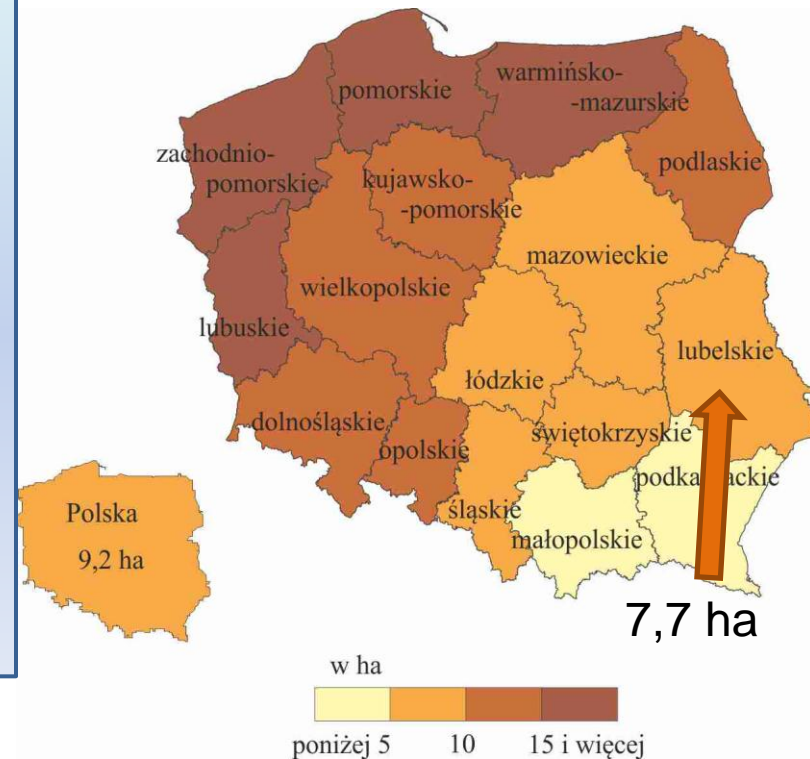 pomorskie
warmińsko-
-mazurskie
zachodnio-
pomorskie
kujawsko-
-pomorskie
podlaskie
mazowieckie
wielkopolskie
lubuskie
łódzkie
lubelskie
dolnośląskie
opolskie
świętokrzyskie
śląskie
małopolskie
Polska
9,2 ha
7,7 ha
w ha
poniżej 5 10 15 i więcej